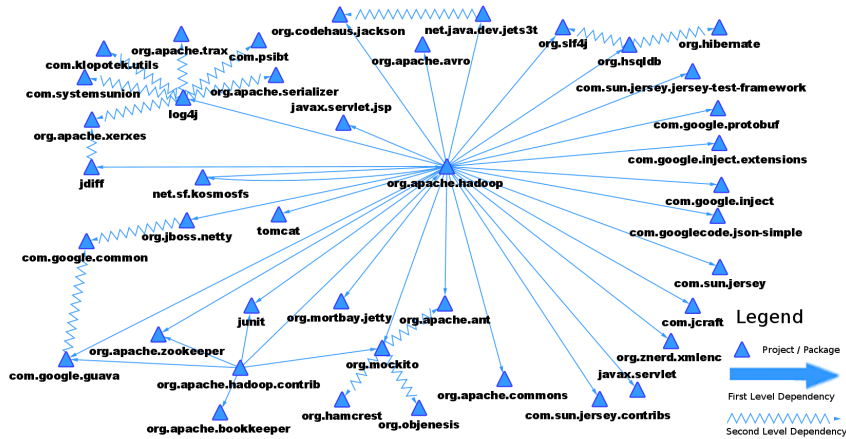 org.codehaus.jackson
net.java.dev.jets3t
org.apache.trax
org.slf4j
org.hibernate
com.psibt
org.apache.avro
org.hsqldb
com.klopotek.utils
com.systemsunion
org.apache.serializer
com.sun.jersey.jersey-test-framework
log4j
javax.servlet.jsp
com.google.protobuf
org.apache.xerxes
com.google.inject.extensions
jdiff
org.apache.hadoop
net.sf.kosmosfs
com.google.inject
tomcat
com.googlecode.json-simple
org.jboss.netty
com.google.common
com.sun.jersey
org.mortbay.jetty
org.apache.ant
junit
com.jcraft
Legend
org.apache.zookeeper
Project / Package
org.znerd.xmlenc
org.mockito
com.google.guava
javax.servlet
org.apache.hadoop.contrib
org.apache.commons
First Level Dependency
org.hamcrest
com.sun.jersey.contribs
org.objenesis
org.apache.bookkeeper
Second Level Dependency